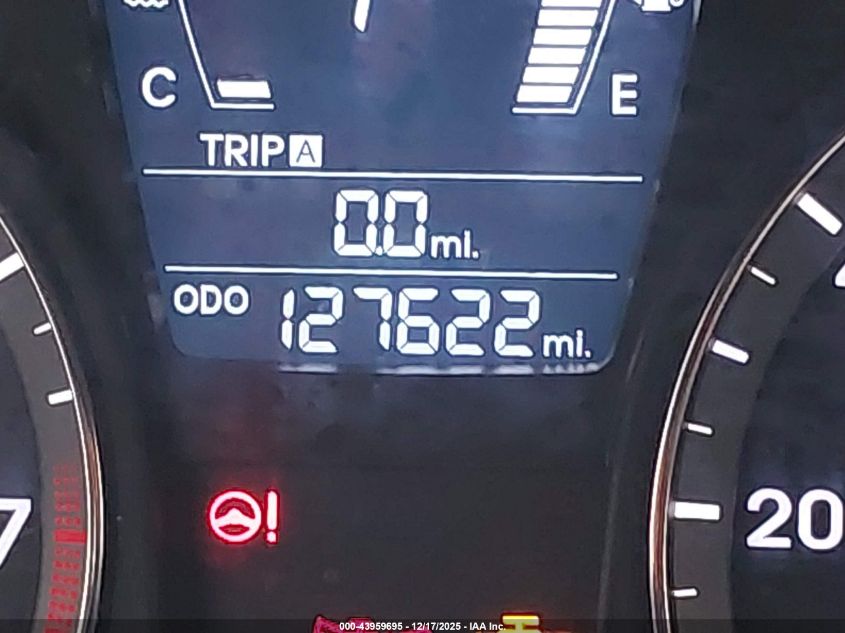 C E
TRIP A
0.0 mi.
ODO 127622 mi.
7
!
20
000-43959695 - 12/17/2025 - IAA Inc.